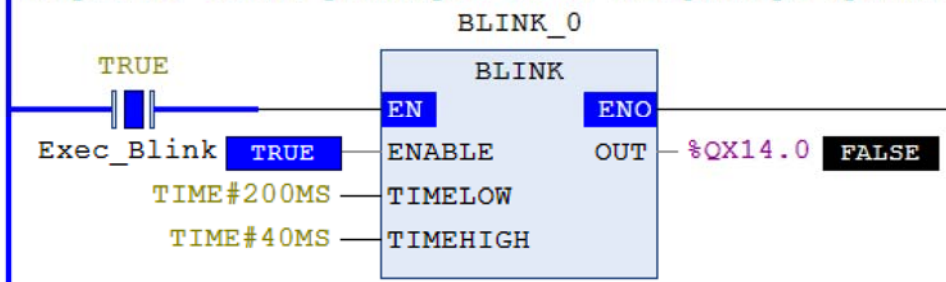 BLINK_0
TRUE
BLINK
EN ENO
Exec_Blink TRUE ENABLE OUT %QX14.0 FALSE
TIME#200MS TIMELOW
TIME#40MS TIMEHIGH